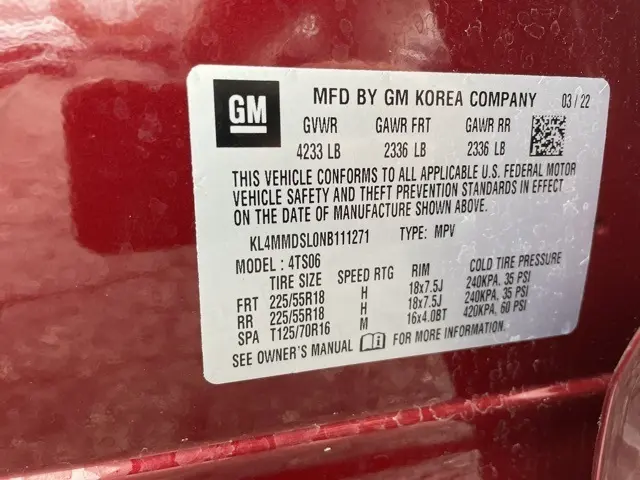 GM
MFD BY GM KOREA COMPANY 03 / 22
GVWR GAWR FRT GAWR RR
4233 LB 2336 LB 2336 LB
THIS VEHICLE CONFORMS TO ALL APPLICABLE U.S. FEDERAL MOTOR
VEHICLE SAFETY AND THEFT PREVENTION STANDARDS IN EFFECT
ON THE DATE OF MANUFACTURE SHOWN ABOVE.
KL4MMDSL0NB111271 TYPE: MPV
MODEL : 4TS06
TIRE SIZE SPEED RTG RIM COLD TIRE PRESSURE
FRT 225/55R18 H 18x7.5J 240KPA, 35 PSI
RR 225/55R18 H 18x7.5J 240KPA, 35 PSI
SPA T125/70R16 M 16x4.0BT 420KPA, 60 PSI
SEE OWNER'S MANUAL i FOR MORE INFORMATION.